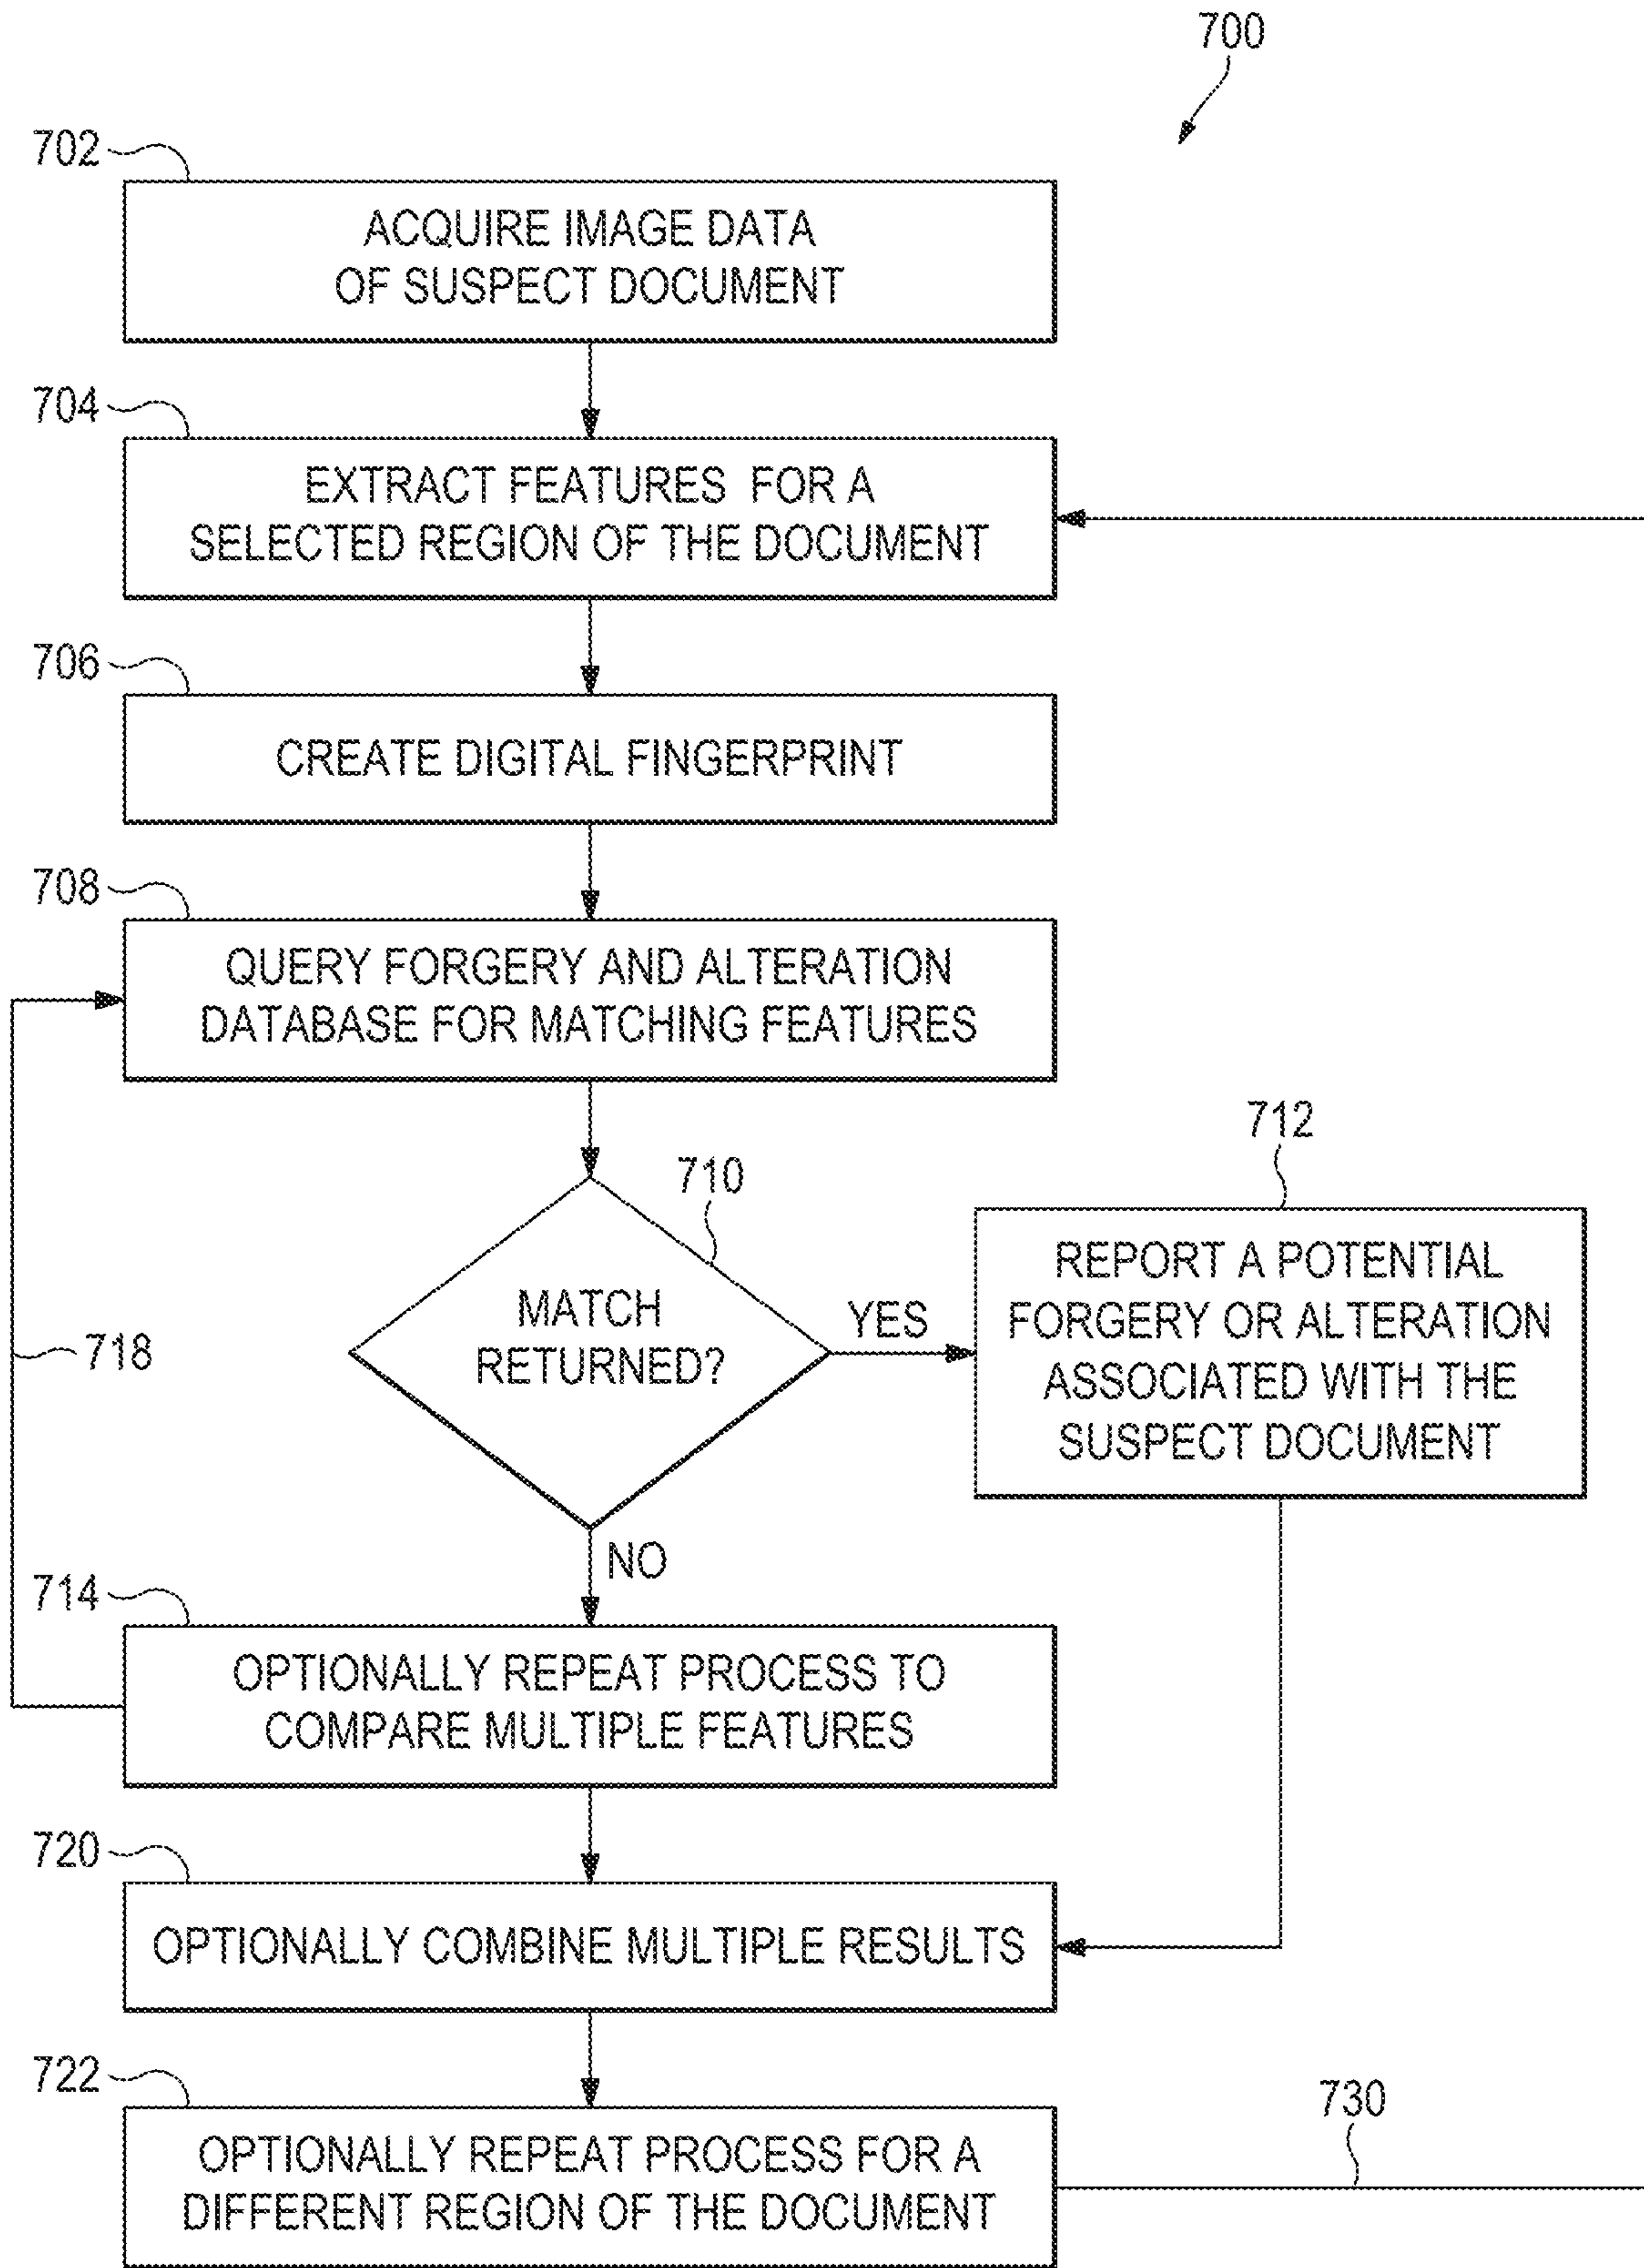 700
702
ACQUIRE IMAGE DATA
OF SUSPECT DOCUMENT
704
EXTRACT FEATURES FOR A
SELECTED REGION OF THE DOCUMENT
706
CREATE DIGITAL FINGERPRINT
708
QUERY FORGERY AND ALTERATION
DATABASE FOR MATCHING FEATURES
710
MATCH
RETURNED?
YES
712
REPORT A POTENTIAL
FORGERY OR ALTERATION
ASSOCIATED WITH THE
SUSPECT DOCUMENT
718
NO
714
OPTIONALLY REPEAT PROCESS TO
COMPARE MULTIPLE FEATURES
720
OPTIONALLY COMBINE MULTIPLE RESULTS
722
OPTIONALLY REPEAT PROCESS FOR A
DIFFERENT REGION OF THE DOCUMENT
730